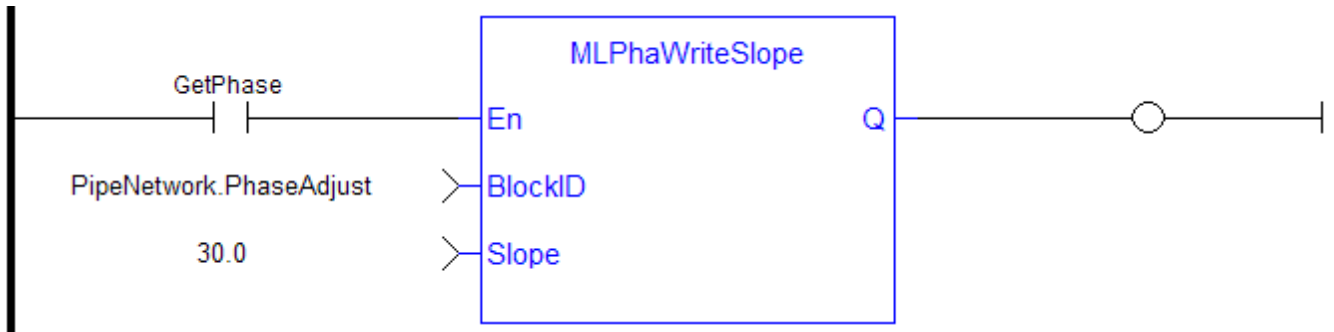 MLPhaWriteSlope
GetPhase
En
Q
PipeNetwork.PhaseAdjust
BlockID
30.0
Slope